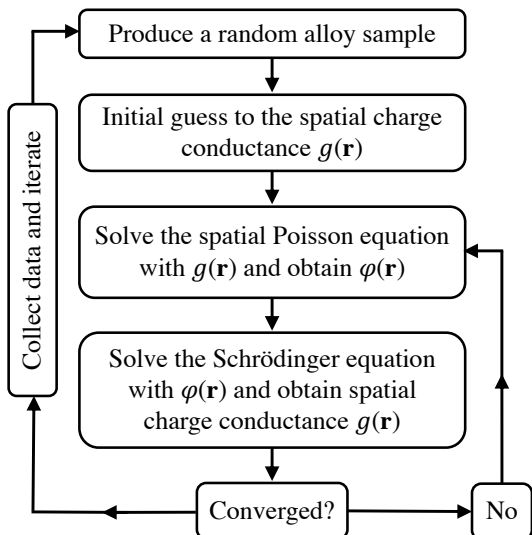 Produce a random alloy sample
Initial guess to the spatial charge
conductance g(r)
Solve the spatial Poisson equation
with g(r) and obtain φ(r)
Solve the Schrödinger equation
with φ(r) and obtain spatial
charge conductance g(r)
Converged?
No
Collect data and iterate